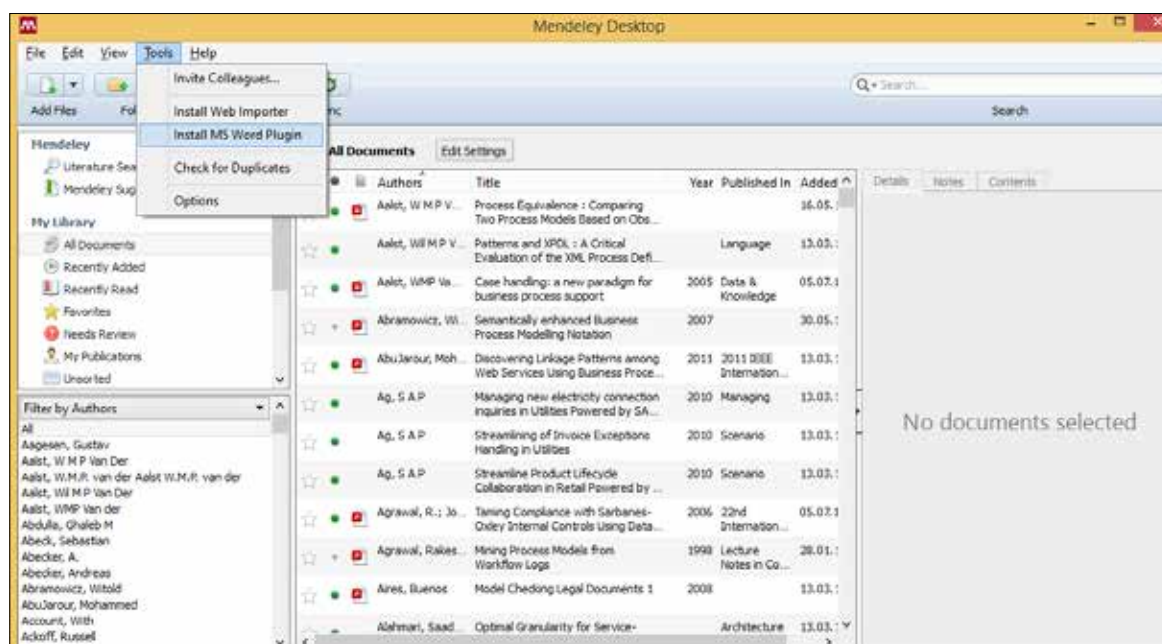 Mendeley Desktop
File Edit View Tools Help
Invite Colleagues...
Install Web Importer
Install MS Word Plugin
Check for Duplicates
Options
Add Files
Search...
Search
Mendeley
Literature Sea
Mendeley Sug
My Library
All Documents
Recently Added
Recently Read
Favorites
Needs Review
My Publications
Unsorted
Filter by Authors
All
Aagesen, Gustav
Aalst, W M P Van Der
Aalst, W.M.P. van der Aalst W.M.P. van der
Aalst, Wil M P Van Der
Aalst, WMP Van der
Abdulla, Ghaleb M
Abeck, Sebastian
Abecker, A.
Abecker, Andreas
Abramowicz, Witold
AbuJarour, Mohammed
Account, With
Ackoff, Russel
All Documents Edit Settings
Authors Title Year Published In Added
Aalst, W M P V... Process Equivalence : Comparing 16.05.
Two Process Models Based on Obs...
Aalst, Wil M P V... Patterns and XPDL : A Critical Language 13.03.
Evaluation of the XML Process Defi...
Aalst, WMP Va... Case handling: a new paradigm for 2005 Data & 05.07.
business process support Knowledge
Abramowicz, Wi... Semantically enhanced Business 2007 30.05.
Process Modelling Notation
AbuJarour, Moh... Discovering Linkage Patterns among 2011 2011 IEEE 13.03.
Web Services Using Business Proce... Internation...
Ag, S A P Managing new electricity connection 2010 Managing 13.03.
inquiries in Utilities Powered by SA...
Ag, S A P Streamlining of Invoice Exceptions 2010 Scenario 13.03.
Handling in Utilities
Ag, S A P Streamline Product Lifecycle 2010 Scenario 13.03.
Collaboration in Retail Powered by ...
Agrawal, R.; Jo... Taming Compliance with Sarbanes- 2006 22nd 05.07.
Oxley Internal Controls Using Data... Internation...
Agrawal, Rakes... Mining Process Models from 1998 Lecture 28.01.
Workflow Logs Notes in Co...
Aires, Buenos Model Checking Legal Documents 1 2008 13.03.
Alahmari, Saad Optimal Granularity for Service- Architecture 13.03.
Details Notes Contents
No documents selected